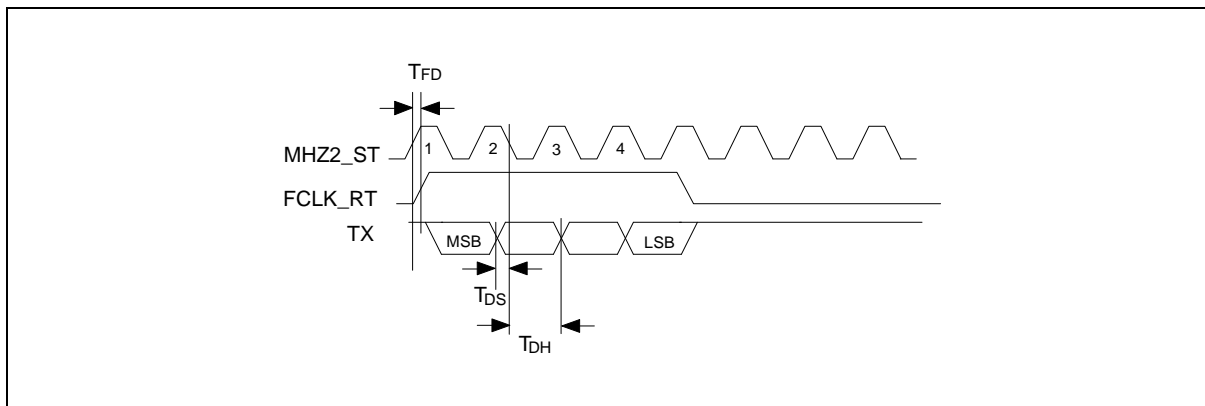 TFD
MHZ2_ST 1 2 3 4
FCLK_RT
TX MSB LSB
TDS
TDH